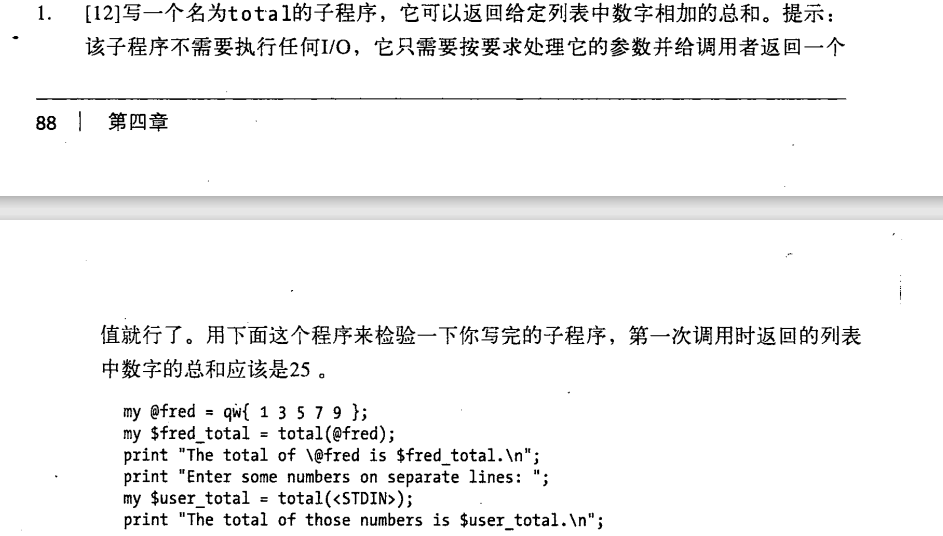 1. [12]写一个名为total的子程序，它可以返回给定列表中数字相加的总和。提示：
该子程序不需要执行任何I/O，它只需要按要求处理它的参数并给调用者返回一个
88 | 第四章
值就行了。用下面这个程序来检验一下你写完的子程序，第一次调用时返回的列表
中数字的总和应该是25 。
my @fred = qw{ 1 3 5 7 9 };
my $fred_total = total(@fred);
print "The total of \@fred is $fred_total.\n";
print "Enter some numbers on separate lines: ";
my $user_total = total(<STDIN>);
print "The total of those numbers is $user_total.\n";